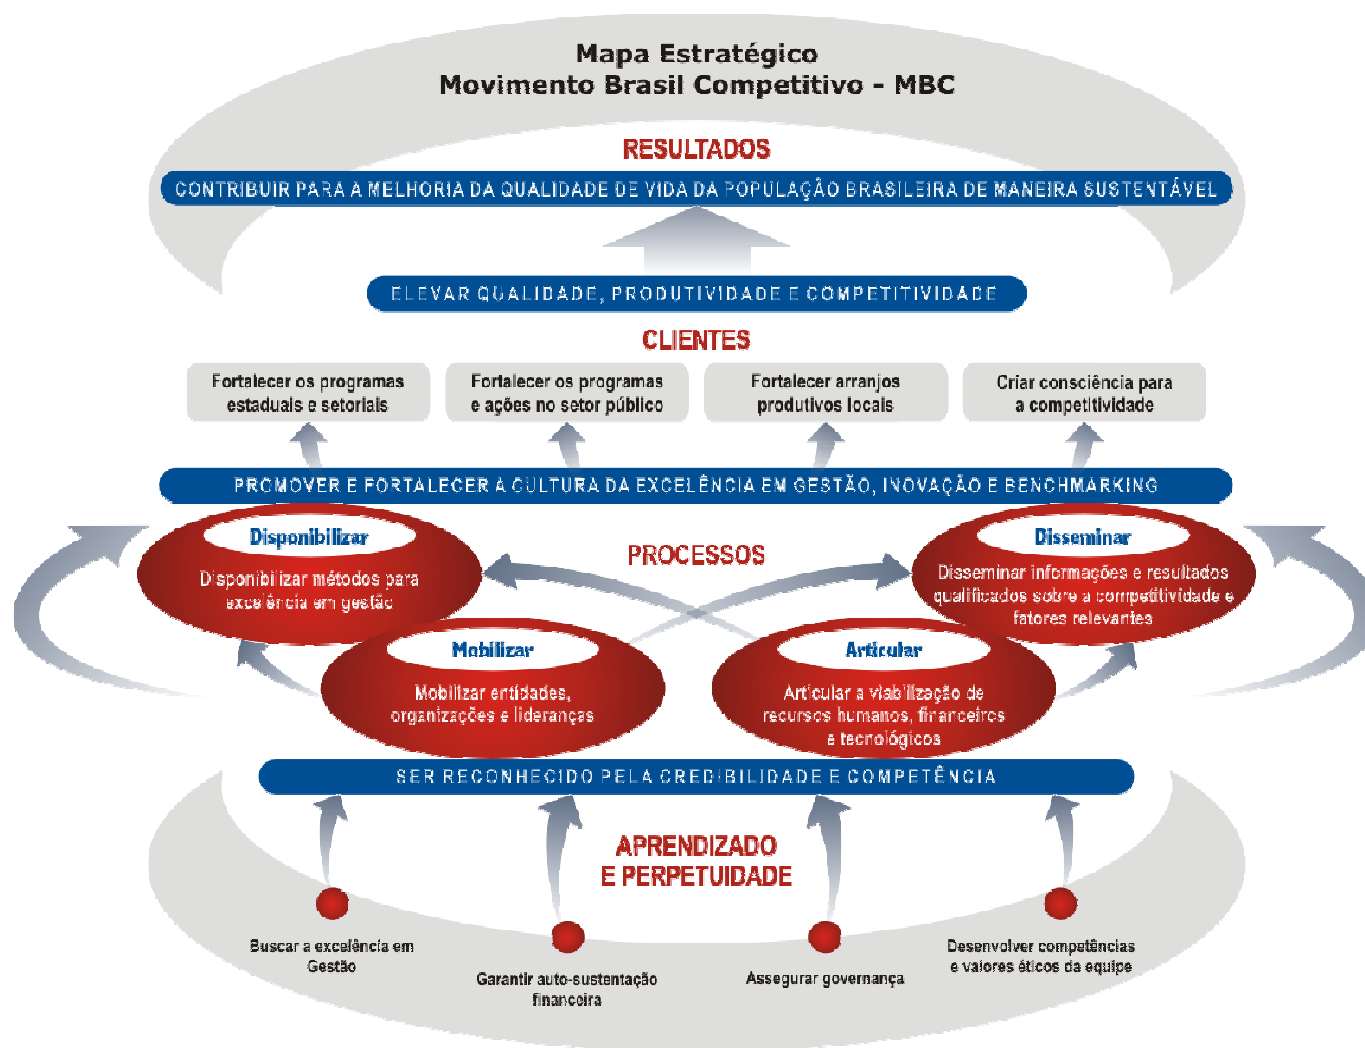 Mapa Estratégico
Movimento Brasil Competitivo - MBC
RESULTADOS
CONTRIBUIR PARA A MELHORIA DA QUALIDADE DE VIDA DA POPULAÇÃO BRASILEIRA DE MANEIRA SUSTENTÁVEL
ELEVAR QUALIDADE, PRODUTIVIDADE E COMPETITIVIDADE
CLIENTES
Fortalecer os programas
estaduais e setoriais
Fortalecer os programas
e ações no setor público
Fortalecer arranjos
produtivos locais
Criar consciência para
a competitividade
PROMOVER E FORTALECER A CULTURA DA EXCELÊNCIA EM GESTÃO, INOVAÇÃO E BENCHMARKING
Disponibilizar
Disponibilizar métodos para
excelência em gestão
PROCESSOS
Disseminar
Disseminar informações e resultados
qualificados sobre a competitividade e
fatores relevantes
Mobilizar
Mobilizar entidades,
organizações e lideranças
Articular
Articular a viabilização de
recursos humanos, financeiros
e tecnológicos
SER RECONHECIDO PELA CREDIBILIDADE E COMPETÊNCIA
APRENDIZADO
E PERPETUIDADE
Buscar a excelência em
Gestão
Garantir auto-sustentação
financeira
Assegurar governança
Desenvolver competências
e valores éticos da equipe